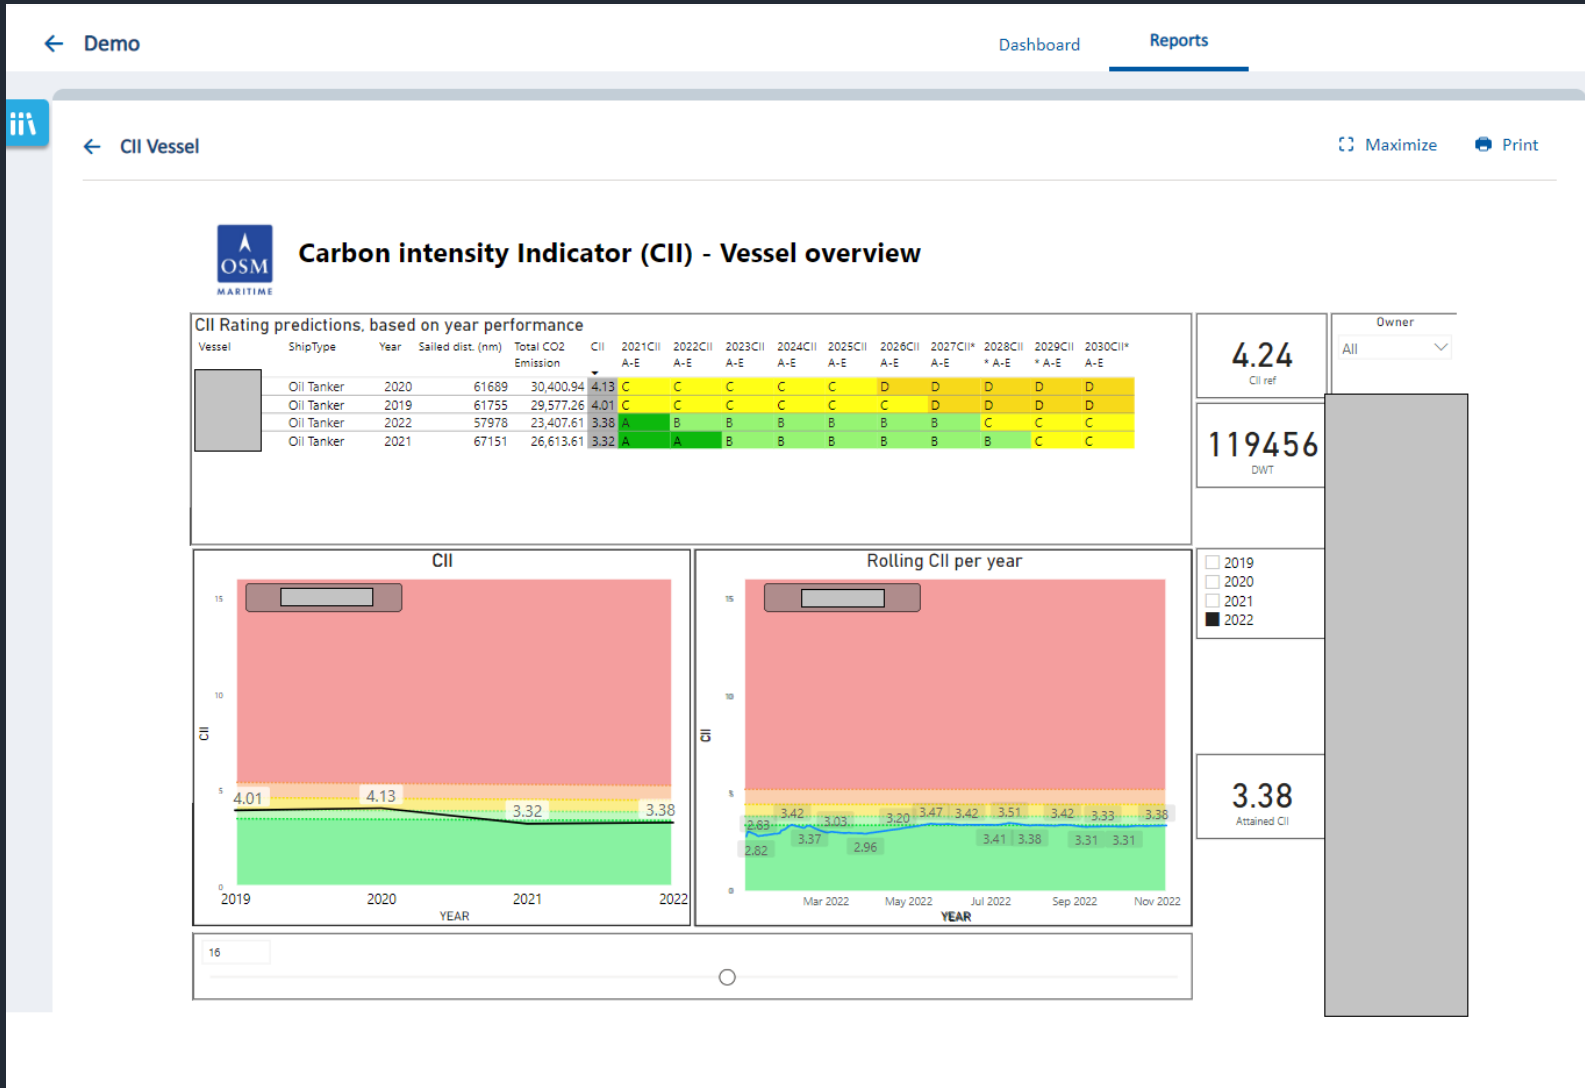 Demo
Dashboard
Reports
CII Vessel
Maximize
Print
OSM
MARITIME
Carbon intensity Indicator (CII) - Vessel overview
CII Rating predictions, based on year performance
Vessel ShipType Year Sailed dist. (nm) Total CO2 Emission CII 2021CII A-E 2022CII A-E 2023CII A-E 2024CII A-E 2025CII A-E 2026CII A-E 2027CII* A-E 2028CII * A-E 2029CII * A-E 2030CII* A-E
Oil Tanker 2020 61689 30,400.94 4.13 C C C C C D D D D D
Oil Tanker 2019 61755 29,577.26 4.01 C C C C C C D D D D
Oil Tanker 2022 57978 23,407.61 3.38 A B B B B B B C C C
Oil Tanker 2021 67151 26,613.61 3.32 A A B B B B B B C C
4.24
CII ref
Owner
All
119456
DWT
CII
15
10
5
0
CII
4.01
4.13
3.32
3.38
2019 2020 2021 2022
YEAR
Rolling CII per year
15
10
5
0
CII
2.63
2.82
3.42
3.37
3.03
2.96
3.20
3.47
3.42
3.41
3.51
3.38
3.42
3.31
3.33
3.31
3.38
Mar 2022 May 2022 Jul 2022 Sep 2022 Nov 2022
YEAR
2019
2020
2021
2022
3.38
Attained CII
16